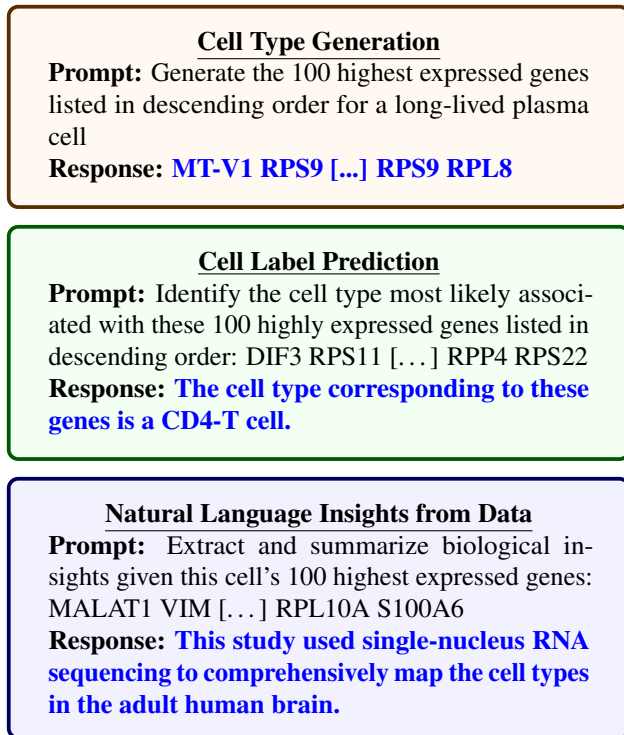 Cell Type Generation
Prompt: Generate the 100 highest expressed genes
listed in descending order for a long-lived plasma
cell
Response: MT-V1 RPS9 [...] RPS9 RPL8
Cell Label Prediction
Prompt: Identify the cell type most likely associ-
ated with these 100 highly expressed genes listed in
descending order: DIF3 RPS11 [...] RPP4 RPS22
Response: The cell type corresponding to these
genes is a CD4-T cell.
Natural Language Insights from Data
Prompt: Extract and summarize biological in-
sights given this cell's 100 highest expressed genes:
MALAT1 VIM [...] RPL10A S100A6
Response: This study used single-nucleus RNA
sequencing to comprehensively map the cell types
in the adult human brain.